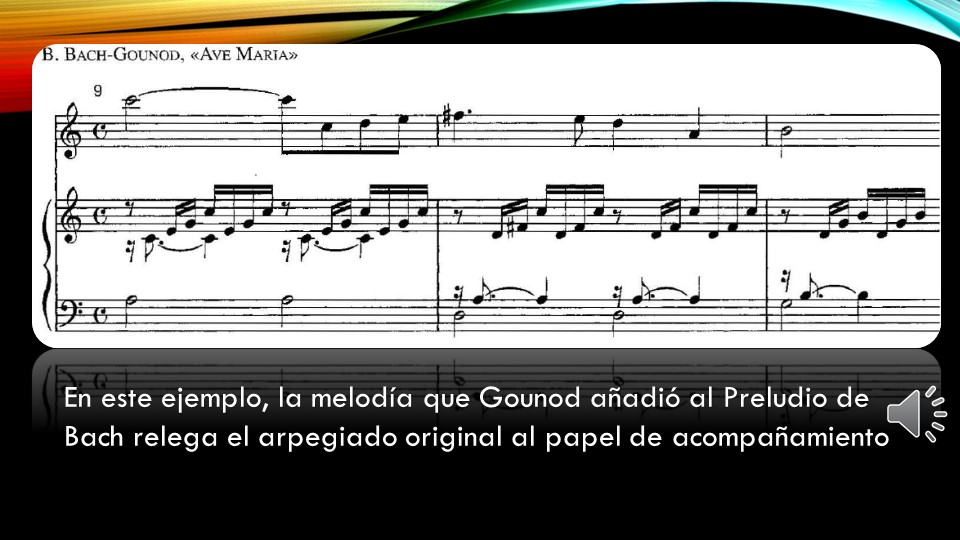 B. BACH-GOUNOD, «AVE MARIA»
9
En este ejemplo, la melodía que Gounod añadió al Preludio de
Bach relega el arpegiado original al papel de acompañamiento